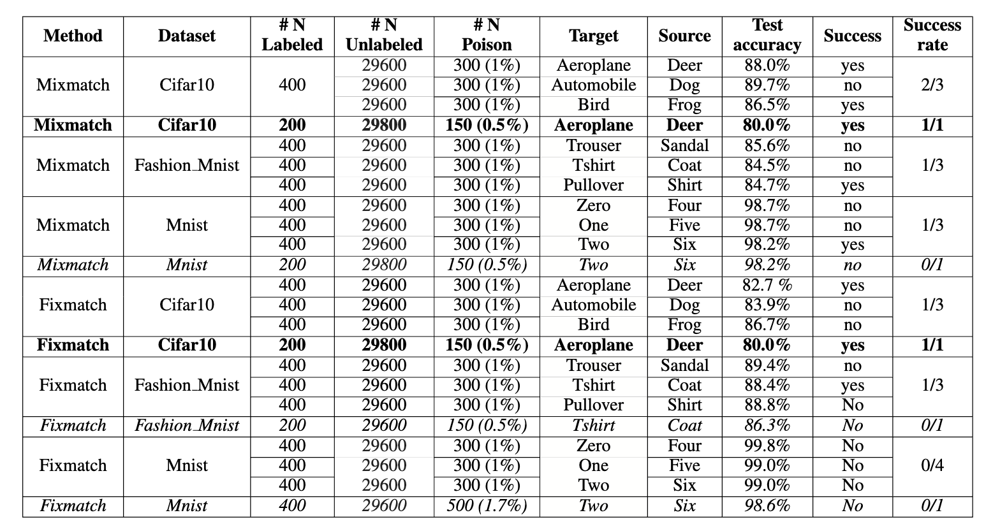 Method Dataset # N Labeled # N Unlabeled # N Poison Target Source Test accuracy Success Success rate
Mixmatch Cifar10 400 29600 300 (1%) Aeroplane Deer 88.0% yes 2/3
29600 300 (1%) Automobile Dog 89.7% no
29600 300 (1%) Bird Frog 86.5% yes
Mixmatch Cifar10 200 29800 150 (0.5%) Aeroplane Deer 80.0% yes 1/1
Mixmatch Fashion_Mnist 400 29600 300 (1%) Trouser Sandal 85.6% no 1/3
400 29600 300 (1%) Tshirt Coat 84.5% no
400 29600 300 (1%) Pullover Shirt 84.7% yes
Mixmatch Mnist 400 29600 300 (1%) Zero Four 98.7% no 1/3
400 29600 300 (1%) One Five 98.7% no
400 29600 300 (1%) Two Six 98.2% yes
Mixmatch Mnist 200 29800 150 (0.5%) Two Six 98.2% no 0/1
Fixmatch Cifar10 400 29600 300 (1%) Aeroplane Deer 82.7 % yes 1/3
400 29600 300 (1%) Automobile Dog 83.9% no
400 29600 300 (1%) Bird Frog 86.7% no
Fixmatch Cifar10 200 29800 150 (0.5%) Aeroplane Deer 80.0% yes 1/1
Fixmatch Fashion_Mnist 400 29600 300 (1%) Trouser Sandal 89.4% no 1/3
400 29600 300 (1%) Tshirt Coat 88.4% yes
400 29600 300 (1%) Pullover Shirt 88.8% No
Fixmatch Fashion_Mnist 200 29600 150 (0.5%) Tshirt Coat 86.3% No 0/1
Fixmatch Mnist 400 29600 300 (1%) Zero Four 99.8% No 0/4
400 29600 300 (1%) One Five 99.0% No
400 29600 300 (1%) Two Six 99.0% No
Fixmatch Mnist 400 29600 500 (1.7%) Two Six 98.6% No 0/1